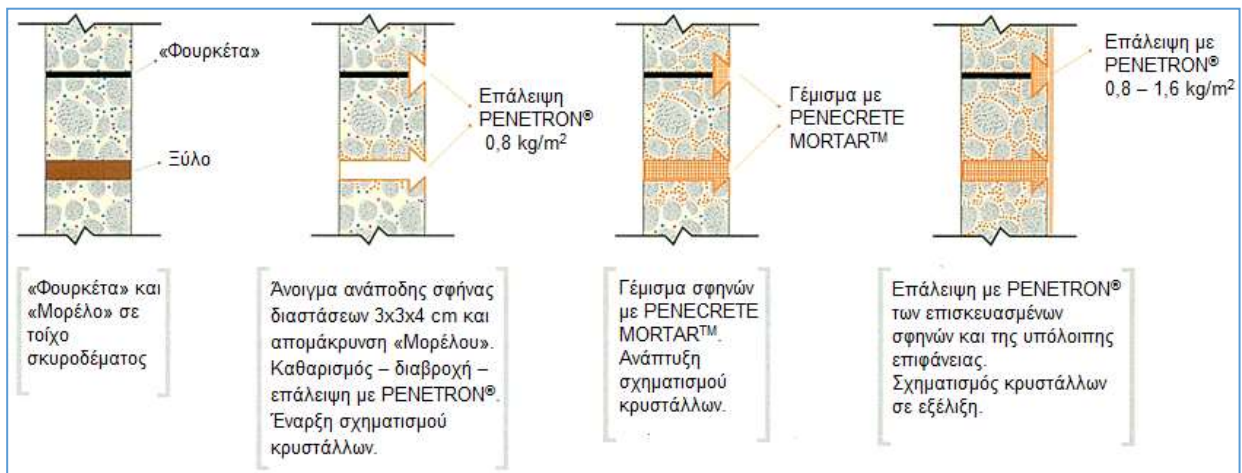 «Φουρκέτα»
Ξύλο
Επάλειψη
PENETRON®
0,8 kg/m²
Γέμισμα με
PENECRETE
MORTAR™
Επάλειψη με
PENETRON®
0,8 – 1,6 kg/m²
«Φουρκέτα» και
«Μορέλο» σε
τοίχο
σκυροδέματος
Άνοιγμα ανάποδης σφήνας
διαστάσεων 3x3x4 cm και
απομάκρυνση «Μορέλου».
Καθαρισμός – διαβροχή –
επάλειψη με PENETRON®.
Έναρξη σχηματισμού
κρυστάλλων.
Γέμισμα σφηνών
με PENECRETE
MORTAR™.
Ανάπτυξη
σχηματισμού
κρυστάλλων.
Επάλειψη με PENETRON®
των επισκευασμένων
σφηνών και της υπόλοιπης
επιφάνειας.
Σχηματισμός κρυστάλλων
σε εξέλιξη.